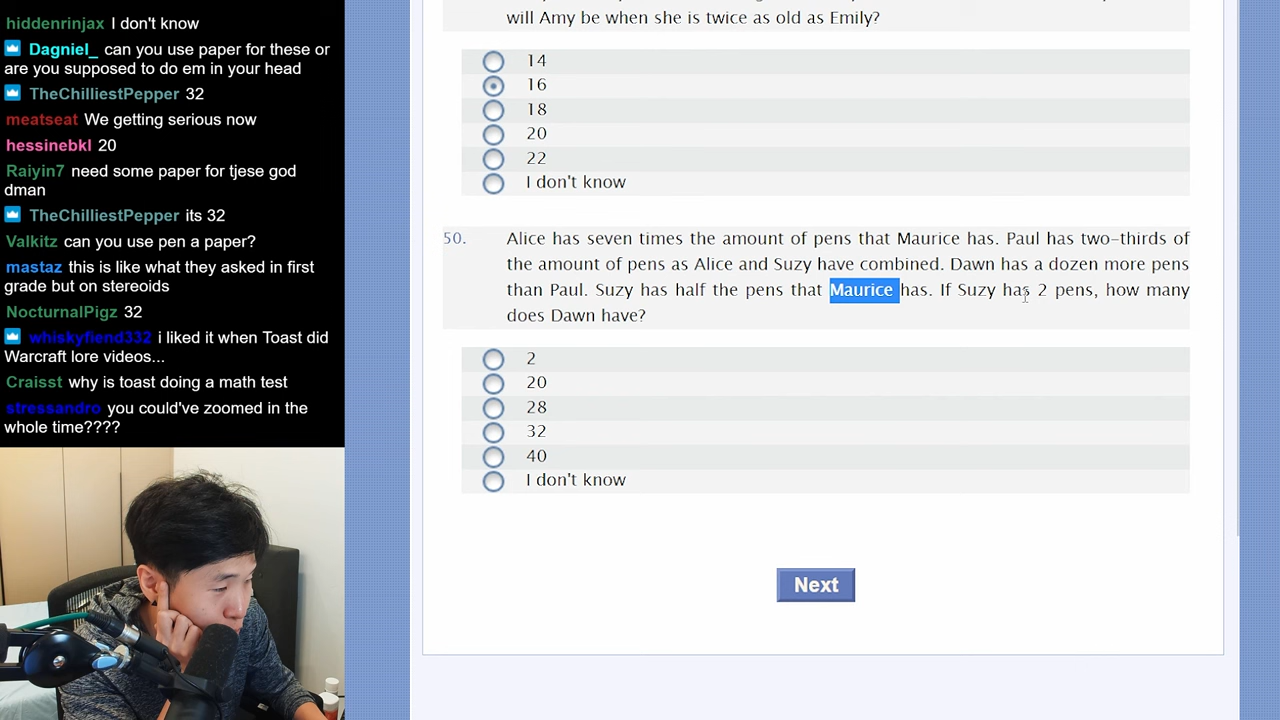 hiddenrinjax I don't know
Dagniel_ can you use paper for these or
are you supposed to do em in your head
TheChilliestPepper 32
meatseat We getting serious now
hessinebkl 20
Raiyin7 need some paper for tjese god
dman
TheChilliestPepper its 32
Valkitz can you use pen a paper?
mastaz this is like what they asked in first
grade but on steroids
NocturnalPigz 32
whiskyfiend332 i liked it when Toast did
Warcraft lore videos...
Craisst why is toast doing a math test
stressandro you could've zoomed in the
whole time????
will Amy be when she is twice as old as Emily?
14
16
18
20
22
I don't know
50. Alice has seven times the amount of pens that Maurice has. Paul has two-thirds of
the amount of pens as Alice and Suzy have combined. Dawn has a dozen more pens
than Paul. Suzy has half the pens that Maurice has. If Suzy has 2 pens, how many
does Dawn have?
2
20
28
32
40
I don't know
Next